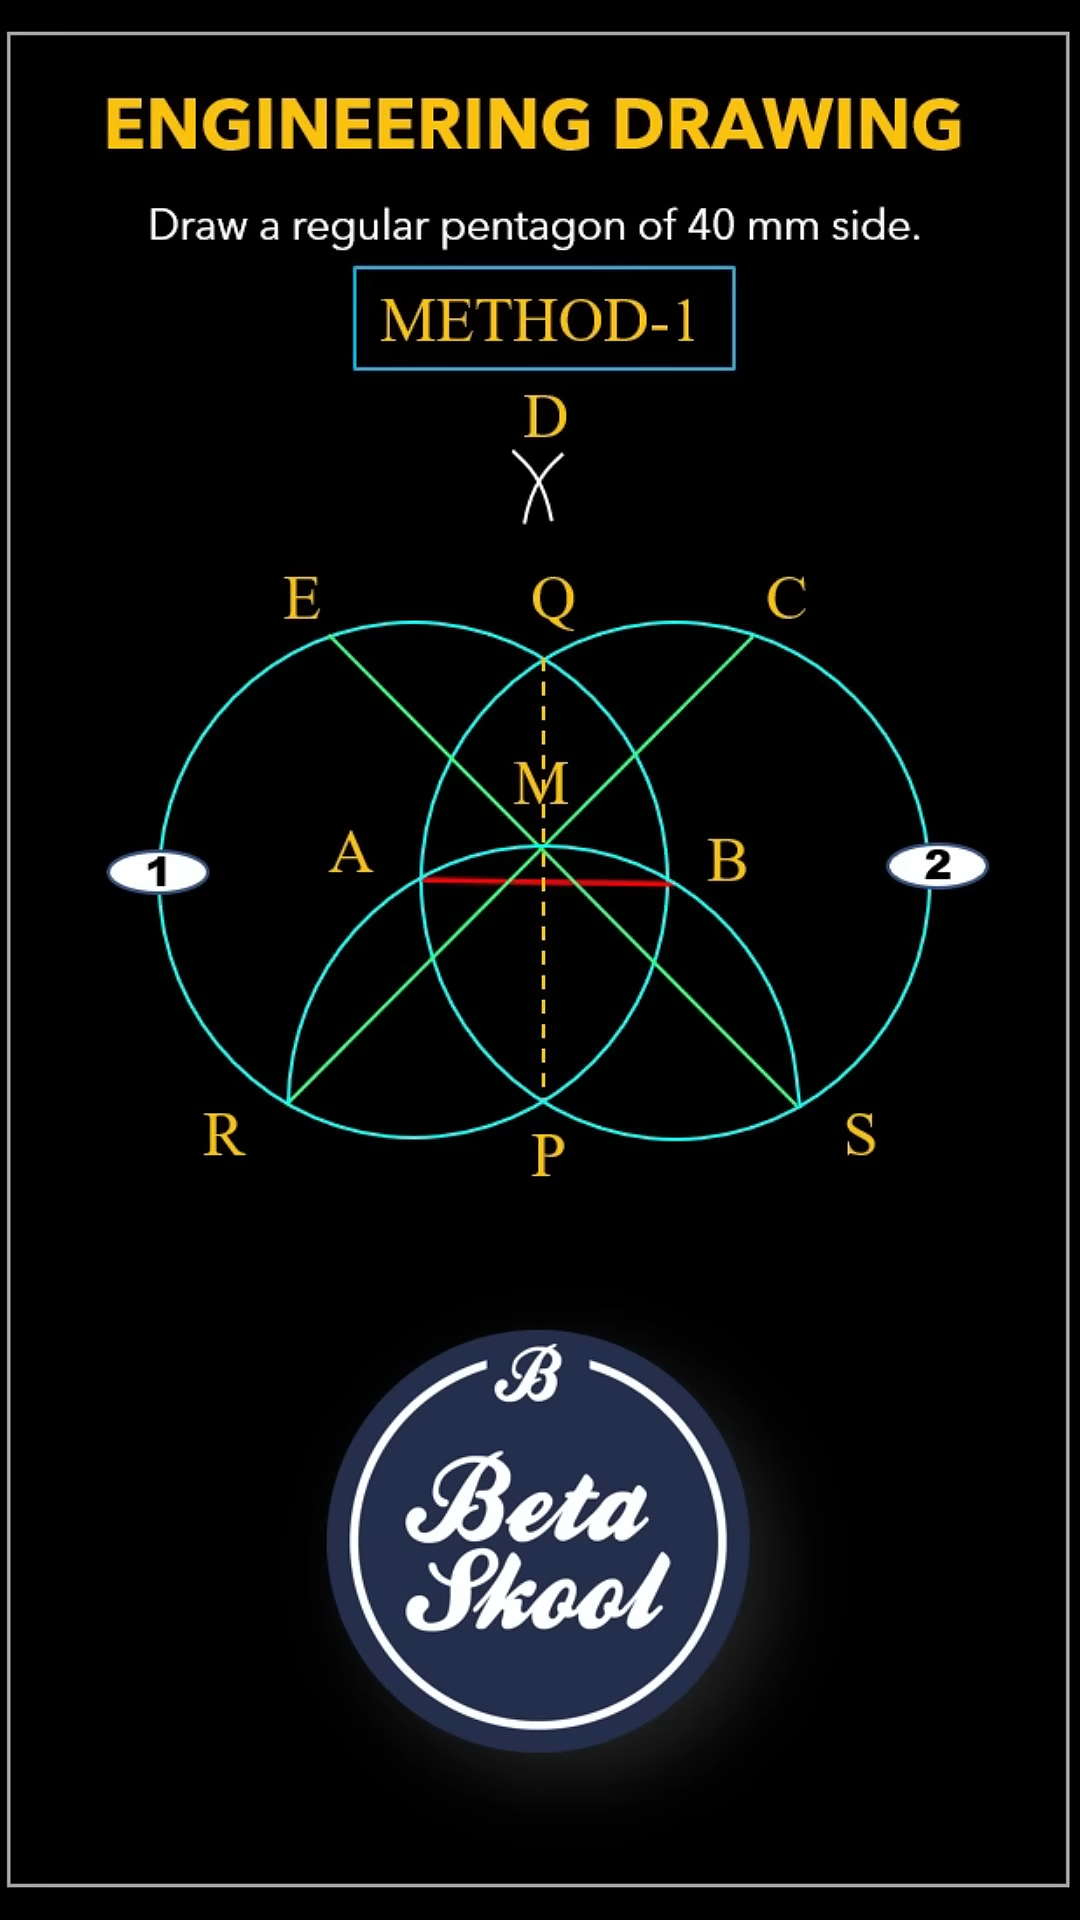 ENGINEERING DRAWING
Draw a regular pentagon of 40 mm side.
METHOD-1
D
E Q C
M
A B
1 2
R P S
B
Beta
Skool